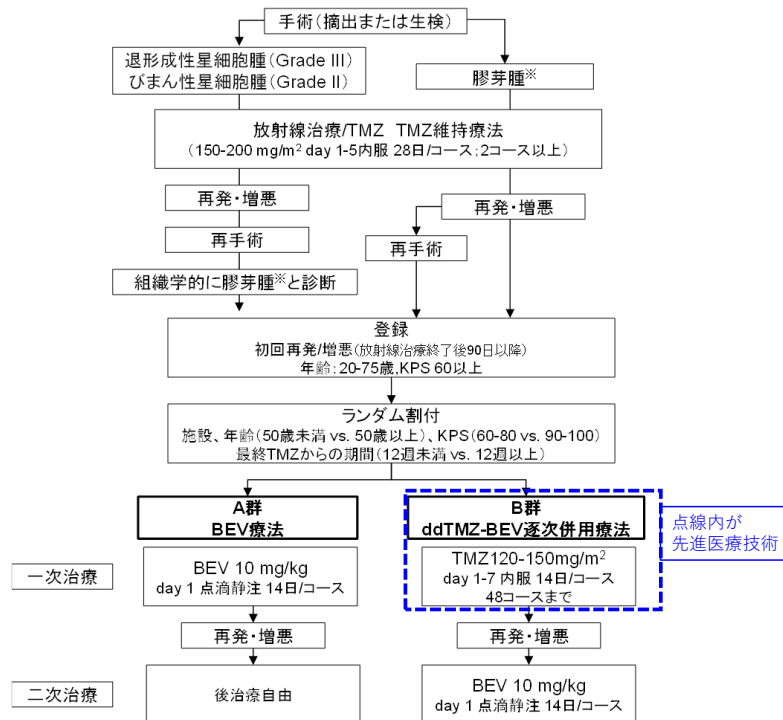 手術(摘出または生検)
退形成性星細胞腫(Grade III)
びまん性星細胞腫(Grade II)
膠芽腫※
放射線治療/TMZ TMZ維持療法
(150-200 mg/m² day 1-5内服 28日/コース;2コース以上)
再発・増悪
再発・増悪
再手術
再手術
組織学的に膠芽腫※と診断
登録
初回再発/増悪(放射線治療終了後90日以降)
年齢:20-75歳,KPS 60以上
ランダム割付
施設、年齢(50歳未満 vs. 50歳以上)、KPS(60-80 vs. 90-100)
最終TMZからの期間(12週未満 vs. 12週以上)
A群
BEV療法
B群
ddTMZ-BEV逐次併用療法
点線内が
先進医療技術
一次治療
BEV 10 mg/kg
day 1 点滴静注 14日/コース
TMZ120-150mg/m²
day 1-7 内服 14日/コース
48コースまで
再発・増悪
再発・増悪
二次治療
後治療自由
BEV 10 mg/kg
day 1 点滴静注 14日/コース